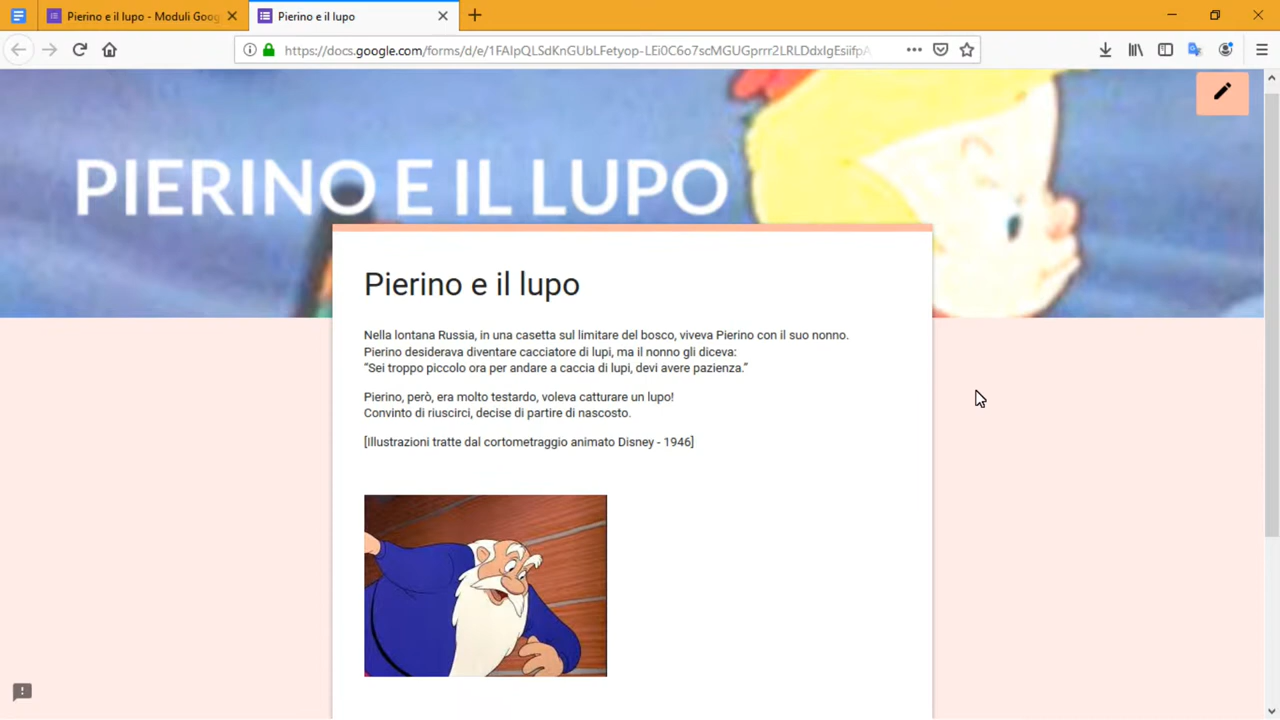 Pierino e il lupo - Moduli Goog
Pierino e il lupo
https://docs.google.com/forms/d/e/1FAIpQLSdKnGUbLFetyop-LEi0C6o7scMGUGprrr2LRLDdxIgEsiifpA
PIERINO E IL LUPO
Pierino e il lupo
Nella lontana Russia, in una casetta sul limitare del bosco, viveva Pierino con il suo nonno.
Pierino desiderava diventare cacciatore di lupi, ma il nonno gli diceva:
“Sei troppo piccolo ora per andare a caccia di lupi, devi avere pazienza.”
Pierino, però, era molto testardo, voleva catturare un lupo!
Convinto di riuscirci, decise di partire di nascosto.
[Illustrazioni tratte dal cortometraggio animato Disney - 1946]